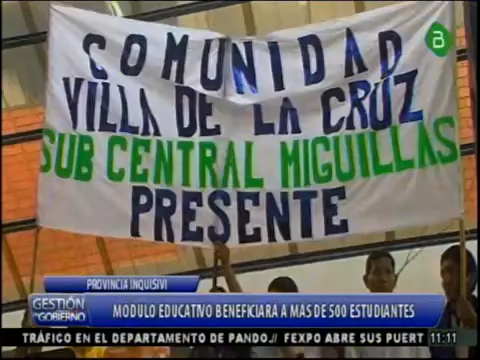 B
COMUNIDAD
VILLA DE LA CRUZ
SUB CENTRAL MIGUILLAS
PRESENTE
PROVINCIA INQUISIVI
GESTIÓN
DE GOBIERNO
MODULO EDUCATIVO BENEFICIARÁ A MÁS DE 500 ESTUDIANTES
TRÁFICO EN EL DEPARTAMENTO DE PANDO.// FEXPO ABRE SUS PUERT
11:11